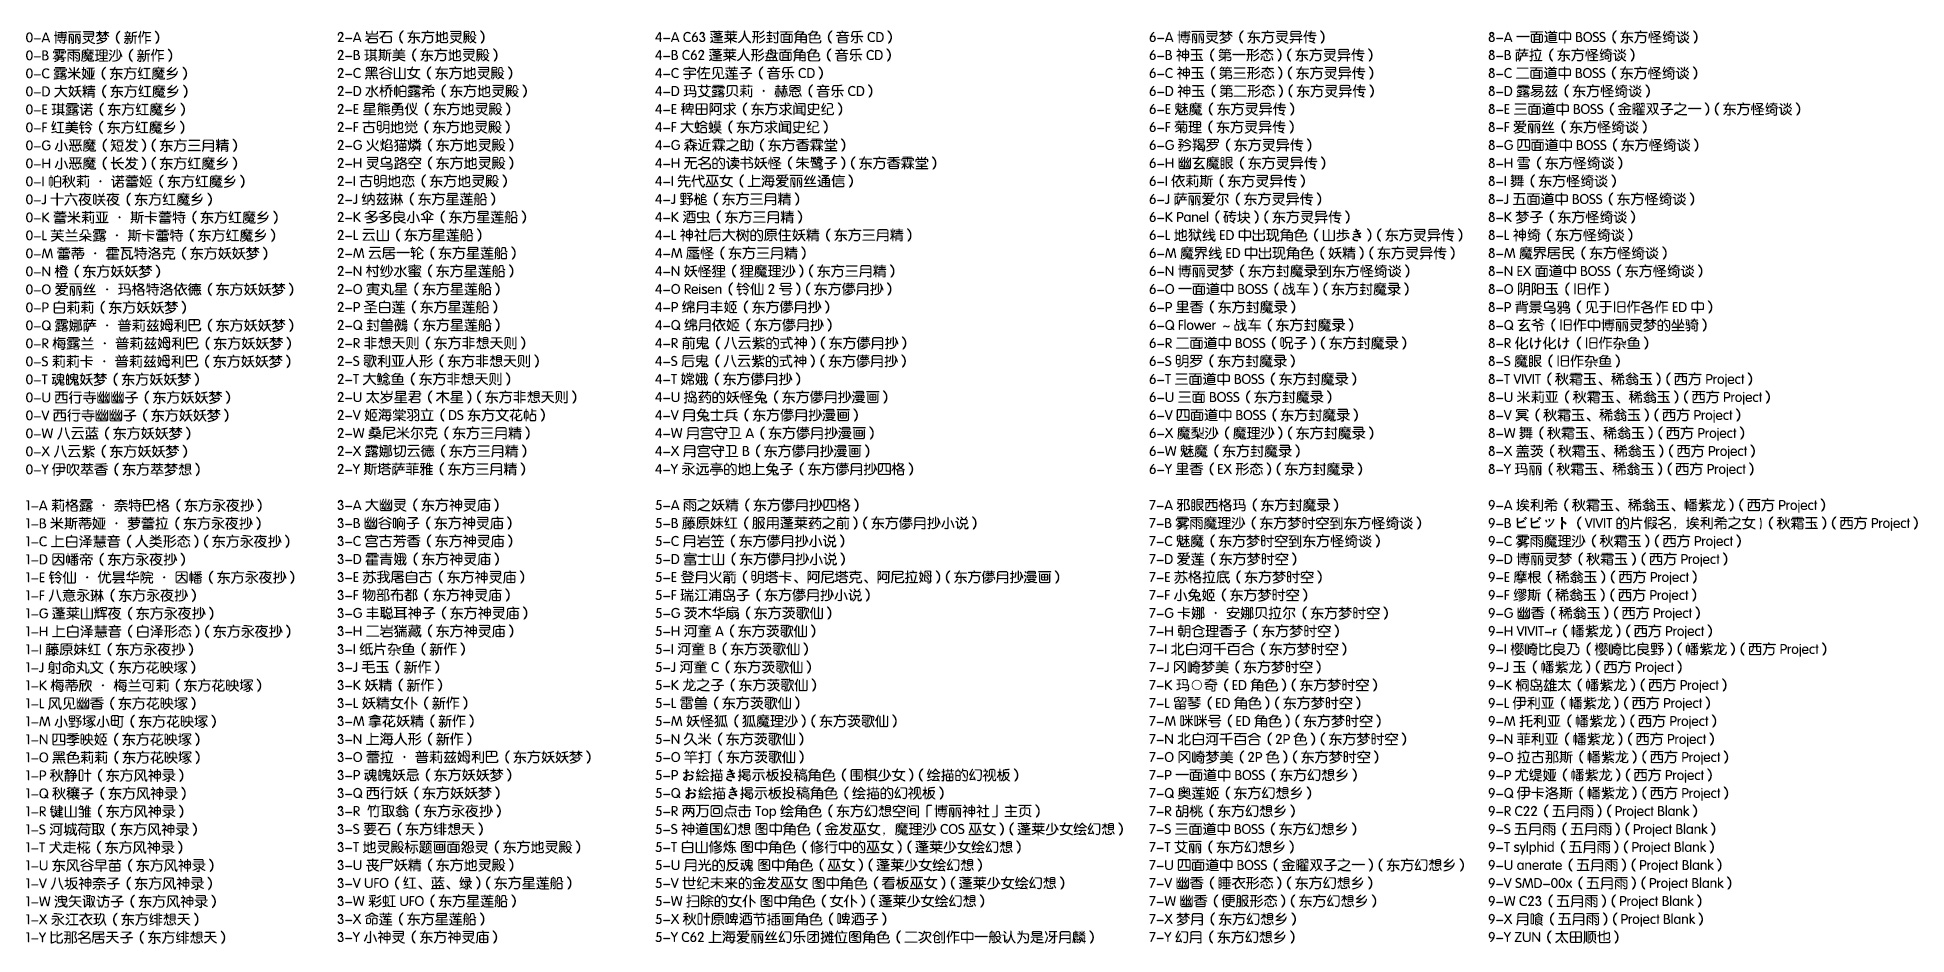 0-A 博丽灵梦（新作）
0-B 雾雨魔理沙（新作）
0-C 露米娅（东方红魔乡）
0-D 大妖精（东方红魔乡）
0-E 琪露诺（东方红魔乡）
0-F 红美铃（东方红魔乡）
0-G 小恶魔（短发）（东方三月精）
0-H 小恶魔（长发）（东方红魔乡）
0-I 帕秋莉 · 诺蕾姬（东方红魔乡）
0-J 十六夜咲夜（东方红魔乡）
0-K 蕾米莉亚 · 斯卡蕾特（东方红魔乡）
0-L 芙兰朵露 · 斯卡蕾特（东方红魔乡）
0-M 蕾蒂 · 霍瓦特洛克（东方妖妖梦）
0-N 橙（东方妖妖梦）
0-O 爱丽丝 · 玛格特洛依德（东方妖妖梦）
0-P 白莉莉（东方妖妖梦）
0-Q 露娜萨 · 普莉兹姆利巴（东方妖妖梦）
0-R 梅露兰 · 普莉兹姆利巴（东方妖妖梦）
0-S 莉莉卡 · 普莉兹姆利巴（东方妖妖梦）
0-T 魂魄妖梦（东方妖妖梦）
0-U 西行寺幽幽子（东方妖妖梦）
0-V 西行寺幽幽子（东方妖妖梦）
0-W 八云蓝（东方妖妖梦）
0-X 八云紫（东方妖妖梦）
0-Y 伊吹萃香（东方萃梦想）
1-A 莉格露 · 奈特巴格（东方永夜抄）
1-B 米斯蒂娅 · 萝蕾拉（东方永夜抄）
1-C 上白泽慧音（人类形态）（东方永夜抄）
1-D 因幡帝（东方永夜抄）
1-E 铃仙 · 优昙华院 · 因幡（东方永夜抄）
1-F 八意永琳（东方永夜抄）
1-G 蓬莱山辉夜（东方永夜抄）
1-H 上白泽慧音（白泽形态）（东方永夜抄）
1-I 藤原妹红（东方永夜抄）
1-J 射命丸文（东方花映塚）
1-K 梅蒂欣 · 梅兰可莉（东方花映塚）
1-L 风见幽香（东方花映塚）
1-M 小野塚小町（东方花映塚）
1-N 四季映姬（东方花映塚）
1-O 黑色莉莉（东方花映塚）
1-P 秋静叶（东方风神录）
1-Q 秋穰子（东方风神录）
1-R 键山雏（东方风神录）
1-S 河城荷取（东方风神录）
1-T 犬走椛（东方风神录）
1-U 东风谷早苗（东方风神录）
1-V 八坂神奈子（东方风神录）
1-W 洩矢诹访子（东方风神录）
1-X 永江衣玖（东方绯想天）
1-Y 比那名居天子（东方绯想天）
2-A 岩石（东方地灵殿）
2-B 琪斯美（东方地灵殿）
2-C 黑谷山女（东方地灵殿）
2-D 水桥帕露希（东方地灵殿）
2-E 星熊勇仪（东方地灵殿）
2-F 古明地觉（东方地灵殿）
2-G 火焰猫燐（东方地灵殿）
2-H 灵乌路空（东方地灵殿）
2-I 古明地恋（东方地灵殿）
2-J 纳兹琳（东方星莲船）
2-K 多多良小伞（东方星莲船）
2-L 云山（东方星莲船）
2-M 云居一轮（东方星莲船）
2-N 村纱水蜜（东方星莲船）
2-O 寅丸星（东方星莲船）
2-P 圣白莲（东方星莲船）
2-Q 封兽鵺（东方星莲船）
2-R 非想天则（东方非想天则）
2-S 歌利亚人形（东方非想天则）
2-T 大鲶鱼（东方非想天则）
2-U 太岁星君（木星）（东方非想天则）
2-V 姬海棠羽立（DS 东方文花帖）
2-W 桑尼米尔克（东方三月精）
2-X 露娜切云德（东方三月精）
2-Y 斯塔萨菲雅（东方三月精）
3-A 大幽灵（东方神灵庙）
3-B 幽谷响子（东方神灵庙）
3-C 宫古芳香（东方神灵庙）
3-D 霍青娥（东方神灵庙）
3-E 苏我屠自古（东方神灵庙）
3-F 物部布都（东方神灵庙）
3-G 丰聪耳神子（东方神灵庙）
3-H 二岩猯藏（东方神灵庙）
3-I 纸片杂鱼（新作）
3-J 毛玉（新作）
3-K 妖精（新作）
3-L 妖精女仆（新作）
3-M 拿花妖精（新作）
3-N 上海人形（新作）
3-O 蕾拉 · 普莉兹姆利巴（东方妖妖梦）
3-P 魂魄妖忌（东方妖妖梦）
3-Q 西行妖（东方妖妖梦）
3-R 竹取翁（东方永夜抄）
3-S 要石（东方绯想天）
3-T 地灵殿标题画面怨灵（东方地灵殿）
3-U 丧尸妖精（东方地灵殿）
3-V UFO（红、蓝、绿）（东方星莲船）
3-W 彩虹 UFO（东方星莲船）
3-X 命莲（东方星莲船）
3-Y 小神灵（东方神灵庙）
4-A C63 蓬莱人形封面角色（音乐 CD）
4-B C62 蓬莱人形盘面角色（音乐 CD）
4-C 宇佐见莲子（音乐 CD）
4-D 玛艾露贝莉 · 赫恩（音乐 CD）
4-E 稗田阿求（东方求闻史纪）
4-F 大蛤蟆（东方求闻史纪）
4-G 森近霖之助（东方香霖堂）
4-H 无名的读书妖怪（朱鹭子）（东方香霖堂）
4-I 先代巫女（上海爱丽丝通信）
4-J 野槌（东方三月精）
4-K 酒虫（东方三月精）
4-L 神社后大树的原住妖精（东方三月精）
4-M 蜃怪（东方三月精）
4-N 妖怪狸（狸魔理沙）（东方三月精）
4-O Reisen（铃仙 2 号）（东方儚月抄）
4-P 绵月丰姬（东方儚月抄）
4-Q 绵月依姬（东方儚月抄）
4-R 前鬼（八云紫的式神）（东方儚月抄）
4-S 后鬼（八云紫的式神）（东方儚月抄）
4-T 嫦娥（东方儚月抄）
4-U 捣药的妖怪兔（东方儚月抄漫画）
4-V 月兔士兵（东方儚月抄漫画）
4-W 月宫守卫 A（东方儚月抄漫画）
4-X 月宫守卫 B（东方儚月抄漫画）
4-Y 永远亭的地上兔子（东方儚月抄四格）
5-A 雨之妖精（东方儚月抄四格）
5-B 藤原妹红（服用蓬莱药之前）（东方儚月抄小说）
5-C 月岩笠（东方儚月抄小说）
5-D 富士山（东方儚月抄小说）
5-E 登月火箭（明塔卡、阿尼塔克、阿尼拉姆）（东方儚月抄漫画）
5-F 瑞江浦岛子（东方儚月抄小说）
5-G 茨木华扇（东方茨歌仙）
5-H 河童 A（东方茨歌仙）
5-I 河童 B（东方茨歌仙）
5-J 河童 C（东方茨歌仙）
5-K 龙之子（东方茨歌仙）
5-L 雷兽（东方茨歌仙）
5-M 妖怪狐（狐魔理沙）（东方茨歌仙）
5-N 久米（东方茨歌仙）
5-O 竿打（东方茨歌仙）
5-P お絵描き掲示板投稿角色（围棋少女）（绘描的幻视板）
5-Q お絵描き掲示板投稿角色（绘描的幻视板）
5-R 两万回点击 Top 绘角色（东方幻想空间「博丽神社」主页）
5-S 神道国幻想 图中角色（金发巫女，魔理沙 COS 巫女）（蓬莱少女绘幻想）
5-T 白山修炼 图中角色（修行中的巫女）（蓬莱少女绘幻想）
5-U 月光的反魂 图中角色（巫女）（蓬莱少女绘幻想）
5-V 世纪未来的金发巫女 图中角色（看板巫女）（蓬莱少女绘幻想）
5-W 扫除的女仆 图中角色（女仆）（蓬莱少女绘幻想）
5-X 秋叶原啤酒节插画角色（啤酒子）
5-Y C62 上海爱丽丝幻乐团摊位图角色（二次创作中一般认为是冴月麟）
6-A 博丽灵梦（东方灵异传）
6-B 神玉（第一形态）（东方灵异传）
6-C 神玉（第三形态）（东方灵异传）
6-D 神玉（第二形态）（东方灵异传）
6-E 魅魔（东方灵异传）
6-F 菊理（东方灵异传）
6-G 矜羯罗（东方灵异传）
6-H 幽玄魔眼（东方灵异传）
6-I 依莉斯（东方灵异传）
6-J 萨丽爱尔（东方灵异传）
6-K Panel（砖块）（东方灵异传）
6-L 地狱线 ED 中出现角色（山歩き）（东方灵异传）
6-M 魔界线 ED 中出现角色（妖精）（东方灵异传）
6-N 博丽灵梦（东方封魔录到东方怪绮谈）
6-O 一面道中 BOSS（战车）（东方封魔录）
6-P 里香（东方封魔录）
6-Q Flower ~ 战车（东方封魔录）
6-R 二面道中 BOSS（呪子）（东方封魔录）
6-S 明罗（东方封魔录）
6-T 三面道中 BOSS（东方封魔录）
6-U 三面 BOSS（东方封魔录）
6-V 四面道中 BOSS（东方封魔录）
6-X 魔梨沙（魔理沙）（东方封魔录）
6-W 魅魔（东方封魔录）
6-Y 里香（EX 形态）（东方封魔录）
7-A 邪眼西格玛（东方封魔录）
7-B 雾雨魔理沙（东方梦时空到东方怪绮谈）
7-C 魅魔（东方梦时空到东方怪绮谈）
7-D 爱莲（东方梦时空）
7-E 苏格拉底（东方梦时空）
7-F 小兔姬（东方梦时空）
7-G 卡娜 · 安娜贝拉尔（东方梦时空）
7-H 朝仓理香子（东方梦时空）
7-I 北白河千百合（东方梦时空）
7-J 冈崎梦美（东方梦时空）
7-K 玛○奇（ED 角色）（东方梦时空）
7-L 留琴（ED 角色）（东方梦时空）
7-M 咪咪号（ED 角色）（东方梦时空）
7-N 北白河千百合（2P 色）（东方梦时空）
7-O 冈崎梦美（2P 色）（东方梦时空）
7-P 一面道中 BOSS（东方幻想乡）
7-Q 奥莲姬（东方幻想乡）
7-R 胡桃（东方幻想乡）
7-S 三面道中 BOSS（东方幻想乡）
7-T 艾丽（东方幻想乡）
7-U 四面道中 BOSS（金曜双子之一）（东方幻想乡）
7-V 幽香（睡衣形态）（东方幻想乡）
7-W 幽香（便服形态）（东方幻想乡）
7-X 梦月（东方幻想乡）
7-Y 幻月（东方幻想乡）
8-A 一面道中 BOSS（东方怪绮谈）
8-B 萨拉（东方怪绮谈）
8-C 二面道中 BOSS（东方怪绮谈）
8-D 露易兹（东方怪绮谈）
8-E 三面道中 BOSS（金曜双子之一）（东方怪绮谈）
8-F 爱丽丝（东方怪绮谈）
8-G 四面道中 BOSS（东方怪绮谈）
8-H 雪（东方怪绮谈）
8-I 舞（东方怪绮谈）
8-J 五面道中 BOSS（东方怪绮谈）
8-K 梦子（东方怪绮谈）
8-L 神绮（东方怪绮谈）
8-M 魔界居民（东方怪绮谈）
8-N EX 面道中 BOSS（东方怪绮谈）
8-O 阴阳玉（旧作）
8-P 背景乌鸦（见于旧作各作 ED 中）
8-Q 玄爷（旧作中博丽灵梦的坐骑）
8-R 化け化け（旧作杂鱼）
8-S 魔眼（旧作杂鱼）
8-T VIVIT（秋霜玉、稀翁玉）（西方 Project）
8-U 米莉亚（秋霜玉、稀翁玉）（西方 Project）
8-V 冥（秋霜玉、稀翁玉）（西方 Project）
8-W 舞（秋霜玉、稀翁玉）（西方 Project）
8-X 盖茨（秋霜玉、稀翁玉）（西方 Project）
8-Y 玛丽（秋霜玉、稀翁玉）（西方 Project）
9-A 埃利希（秋霜玉、稀翁玉、幡紫龙）（西方 Project）
9-B ビビット（VIVIT 的片假名，埃利希之女）（秋霜玉）（西方 Project）
9-C 雾雨魔理沙（秋霜玉）（西方 Project）
9-D 博丽灵梦（秋霜玉）（西方 Project）
9-E 摩根（稀翁玉）（西方 Project）
9-F 缪斯（稀翁玉）（西方 Project）
9-G 幽香（稀翁玉）（西方 Project）
9-H VIVIT-r（幡紫龙）（西方 Project）
9-I 樱崎比良乃（樱崎比良野）（幡紫龙）（西方 Project）
9-J 玉（幡紫龙）（西方 Project）
9-K 桐岛雄太（幡紫龙）（西方 Project）
9-L 伊利亚（幡紫龙）（西方 Project）
9-M 托利亚（幡紫龙）（西方 Project）
9-N 菲利亚（幡紫龙）（西方 Project）
9-O 拉古那斯（幡紫龙）（西方 Project）
9-P 尤缇娅（幡紫龙）（西方 Project）
9-Q 伊卡洛斯（幡紫龙）（西方 Project）
9-R C22（五月雨）（Project Blank）
9-S 五月雨（五月雨）（Project Blank）
9-T sylphid（五月雨）（Project Blank）
9-U anerate（五月雨）（Project Blank）
9-V SMD-00x（五月雨）（Project Blank）
9-W C23（五月雨）（Project Blank）
9-X 月喰（五月雨）（Project Blank）
9-Y ZUN（太田顺也）